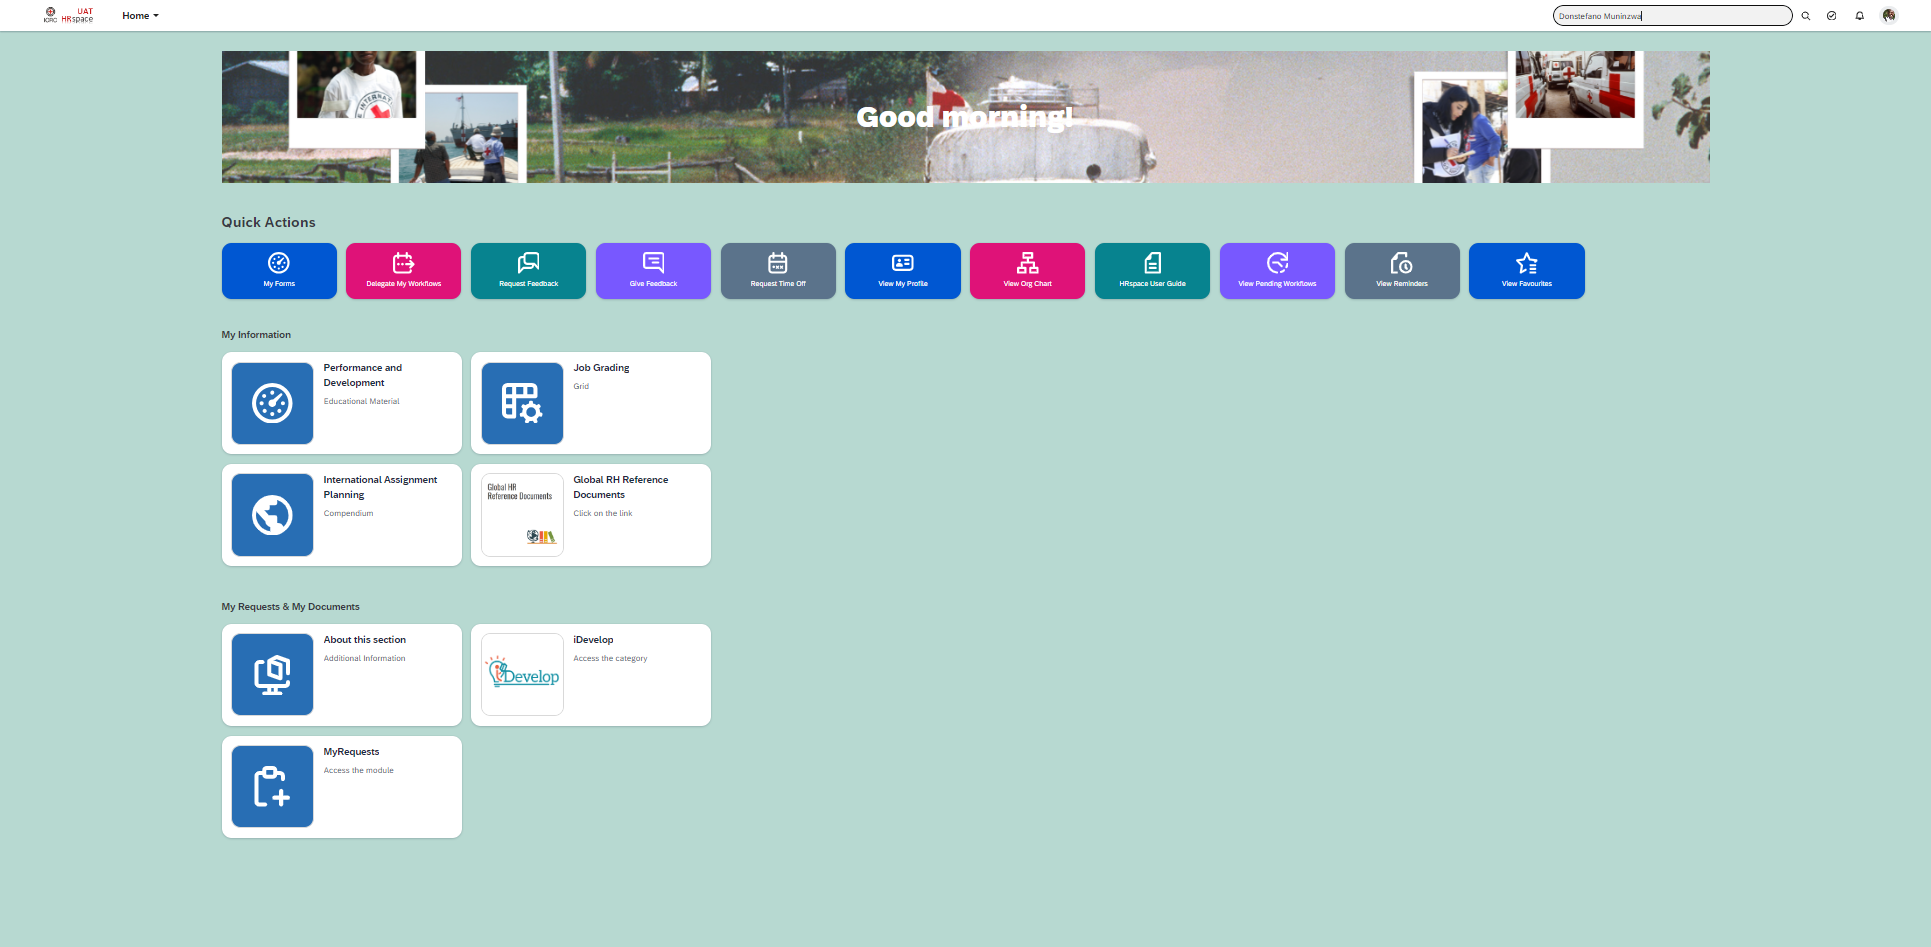 ICRC
UAT
HRspace
Home
Donstefano Muninzwa
INTERNAT
Good morning!
Quick Actions
My Forms
Delegate My Workflows
Request Feedback
Give Feedback
Request Time Off
View My Profile
View Org Chart
HRspace User Guide
View Pending Workflows
View Reminders
View Favourites
My Information
Performance and
Development
Educational Material
Job Grading
Grid
International Assignment
Planning
Compendium
Global HR
Reference Documents
Global RH Reference
Documents
Click on the link
My Requests & My Documents
About this section
Additional Information
iDevelop
iDevelop
Access the category
MyRequests
Access the module